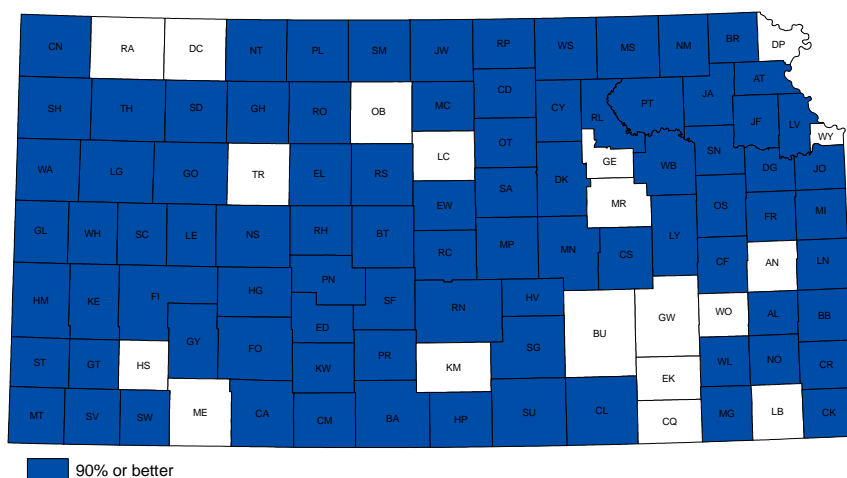 CN RA DC NT PL SM JW RP WS MS NM BR DP
SH TH SD GH RO OB MC CD CY RL PT JA AT
JF LV WY
WA LG GO TR EL RS LC OT DK GE WB SN DG JO
GL WH SC LE NS RH BT EW SA MR OS FR MI
RC MP MN CS LY CF AN LN
HM KE FI HG PN SF RN HV BU GW WO AL BB
GY ED
ST GT HS FO KW PR KM SG EK WL NO CR
MT SV SW ME CA CM BA HP SU CL CQ MG LB CK
90% or better